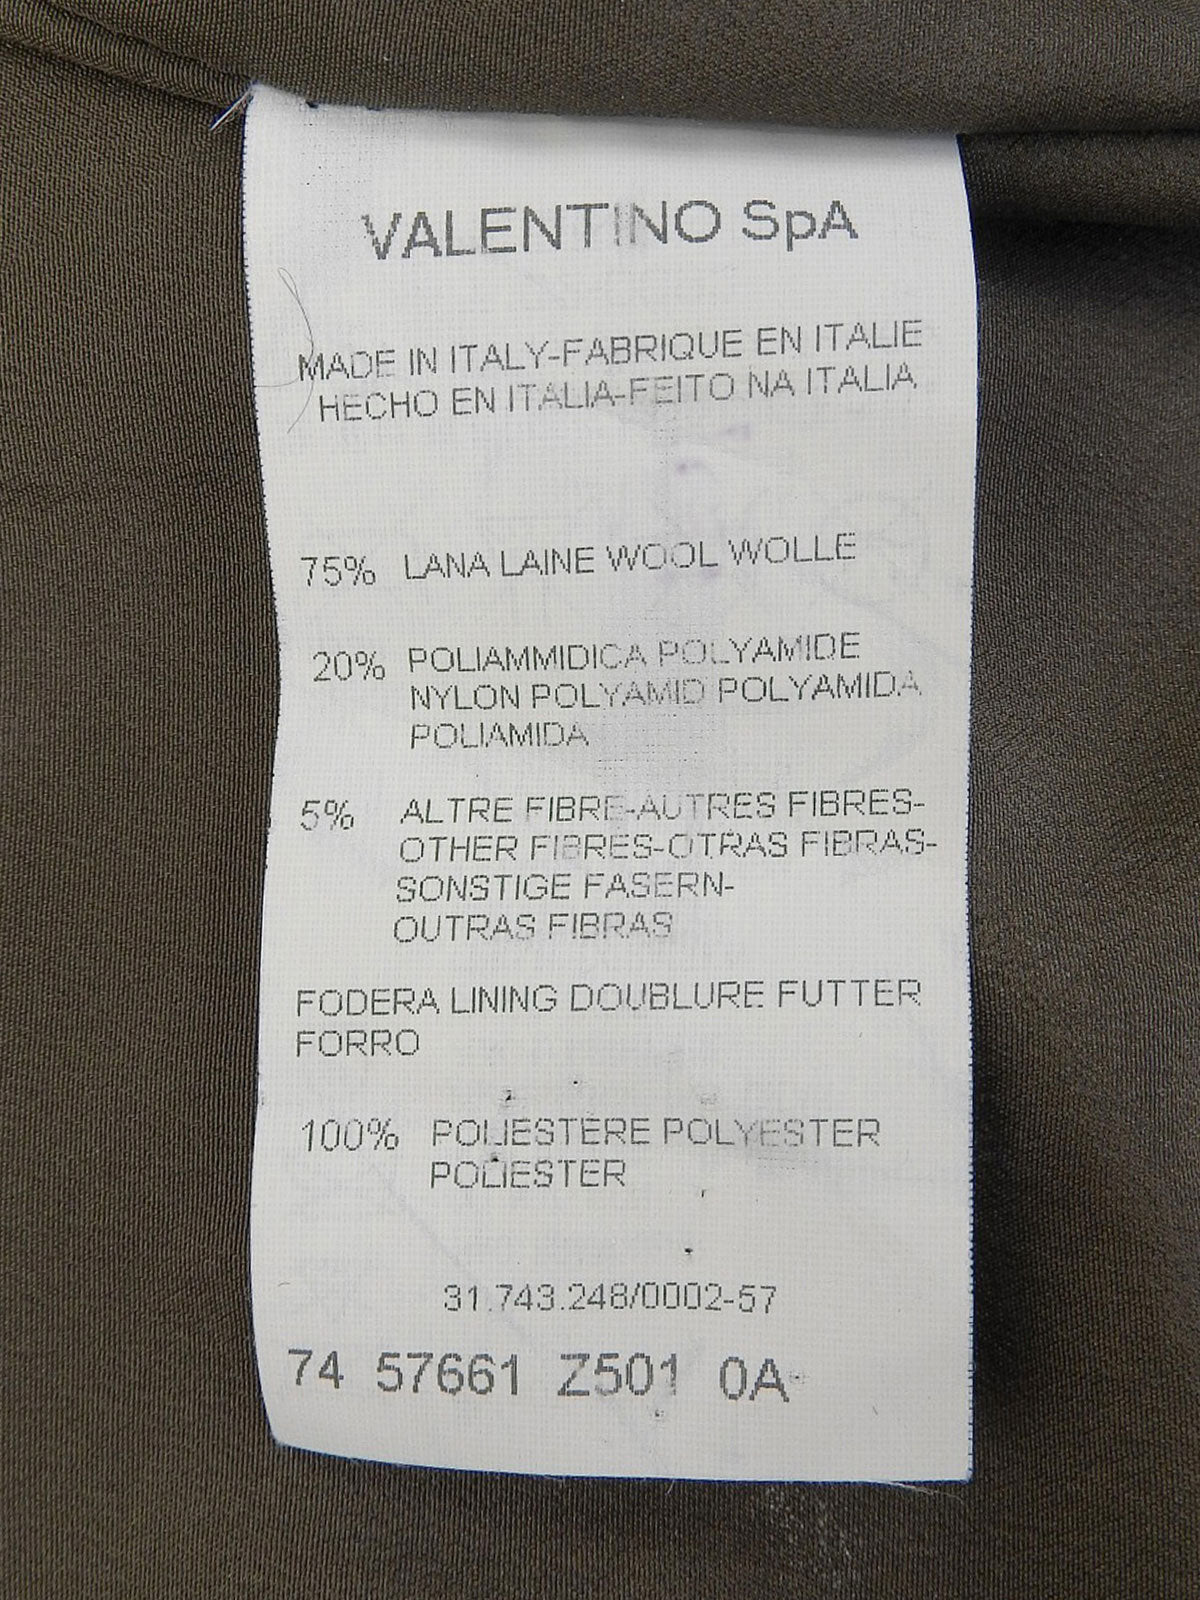 VALENTINO SpA
MADE IN ITALY-FABRIQUE EN ITALIE
HECHO EN ITALIA-FEITO NA ITALIA
75% LANA LAINE WOOL WOLLE
20% POLIAMMIDICA POLYAMIDE
NYLON POLYAMID POLYAMIDA
POLIAMIDA
5% ALTRE FIBRE-AUTRES FIBRES-
OTHER FIBRES-OTRAS FIBRAS-
SONSTIGE FASERN-
OUTRAS FIBRAS
FODERA LINING DOUBLURE FUTTER
FORRO
100% POLIESTERE POLYESTER
POLIESTER
31.743.248/0002-57
74 57661 Z501 0A